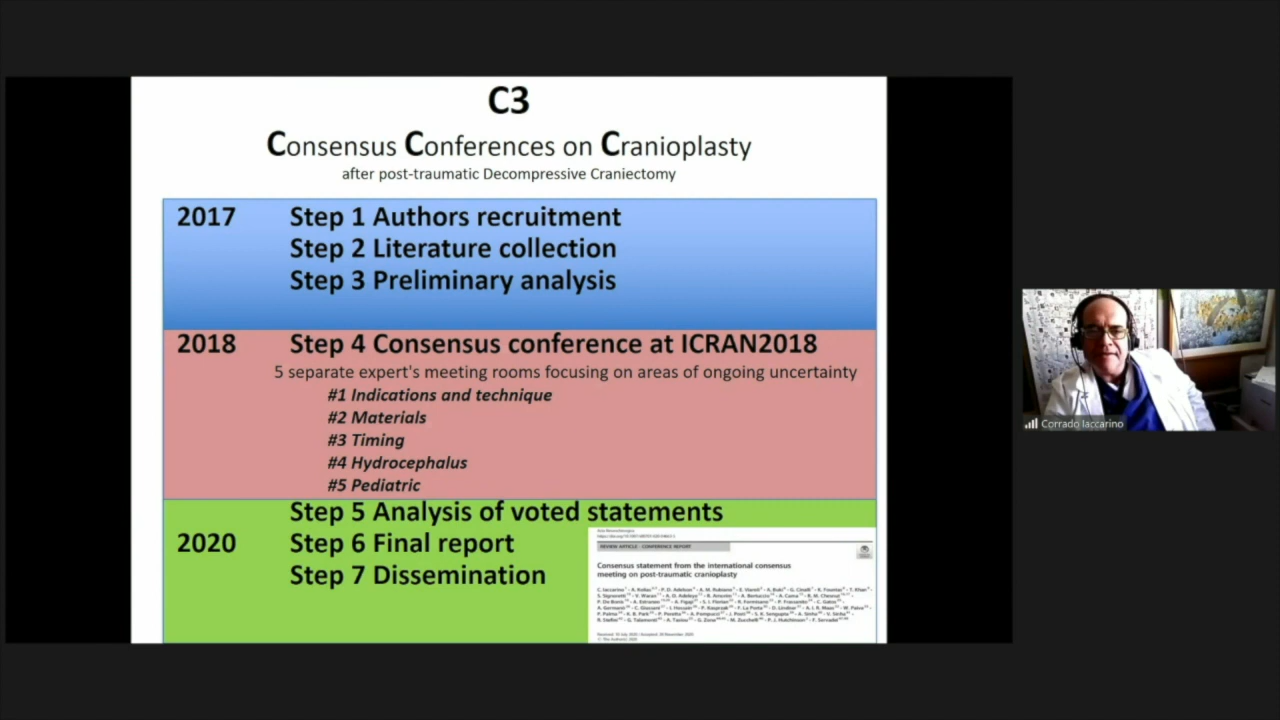 C3
Consensus Conferences on Cranioplasty
after post-traumatic Decompressive Craniectomy
2017 Step 1 Authors recruitment
Step 2 Literature collection
Step 3 Preliminary analysis
2018 Step 4 Consensus conference at ICRAN2018
5 separate expert's meeting rooms focusing on areas of ongoing uncertainty
#1 Indications and technique
#2 Materials
#3 Timing
#4 Hydrocephalus
#5 Pediatric
Step 5 Analysis of voted statements
2020 Step 6 Final report
Step 7 Dissemination
REVIEW ARTICLE - CONFERENCE REPORT
Consensus statement from the international consensus
meeting on post-traumatic cranioplasty
Corrado Iaccarino